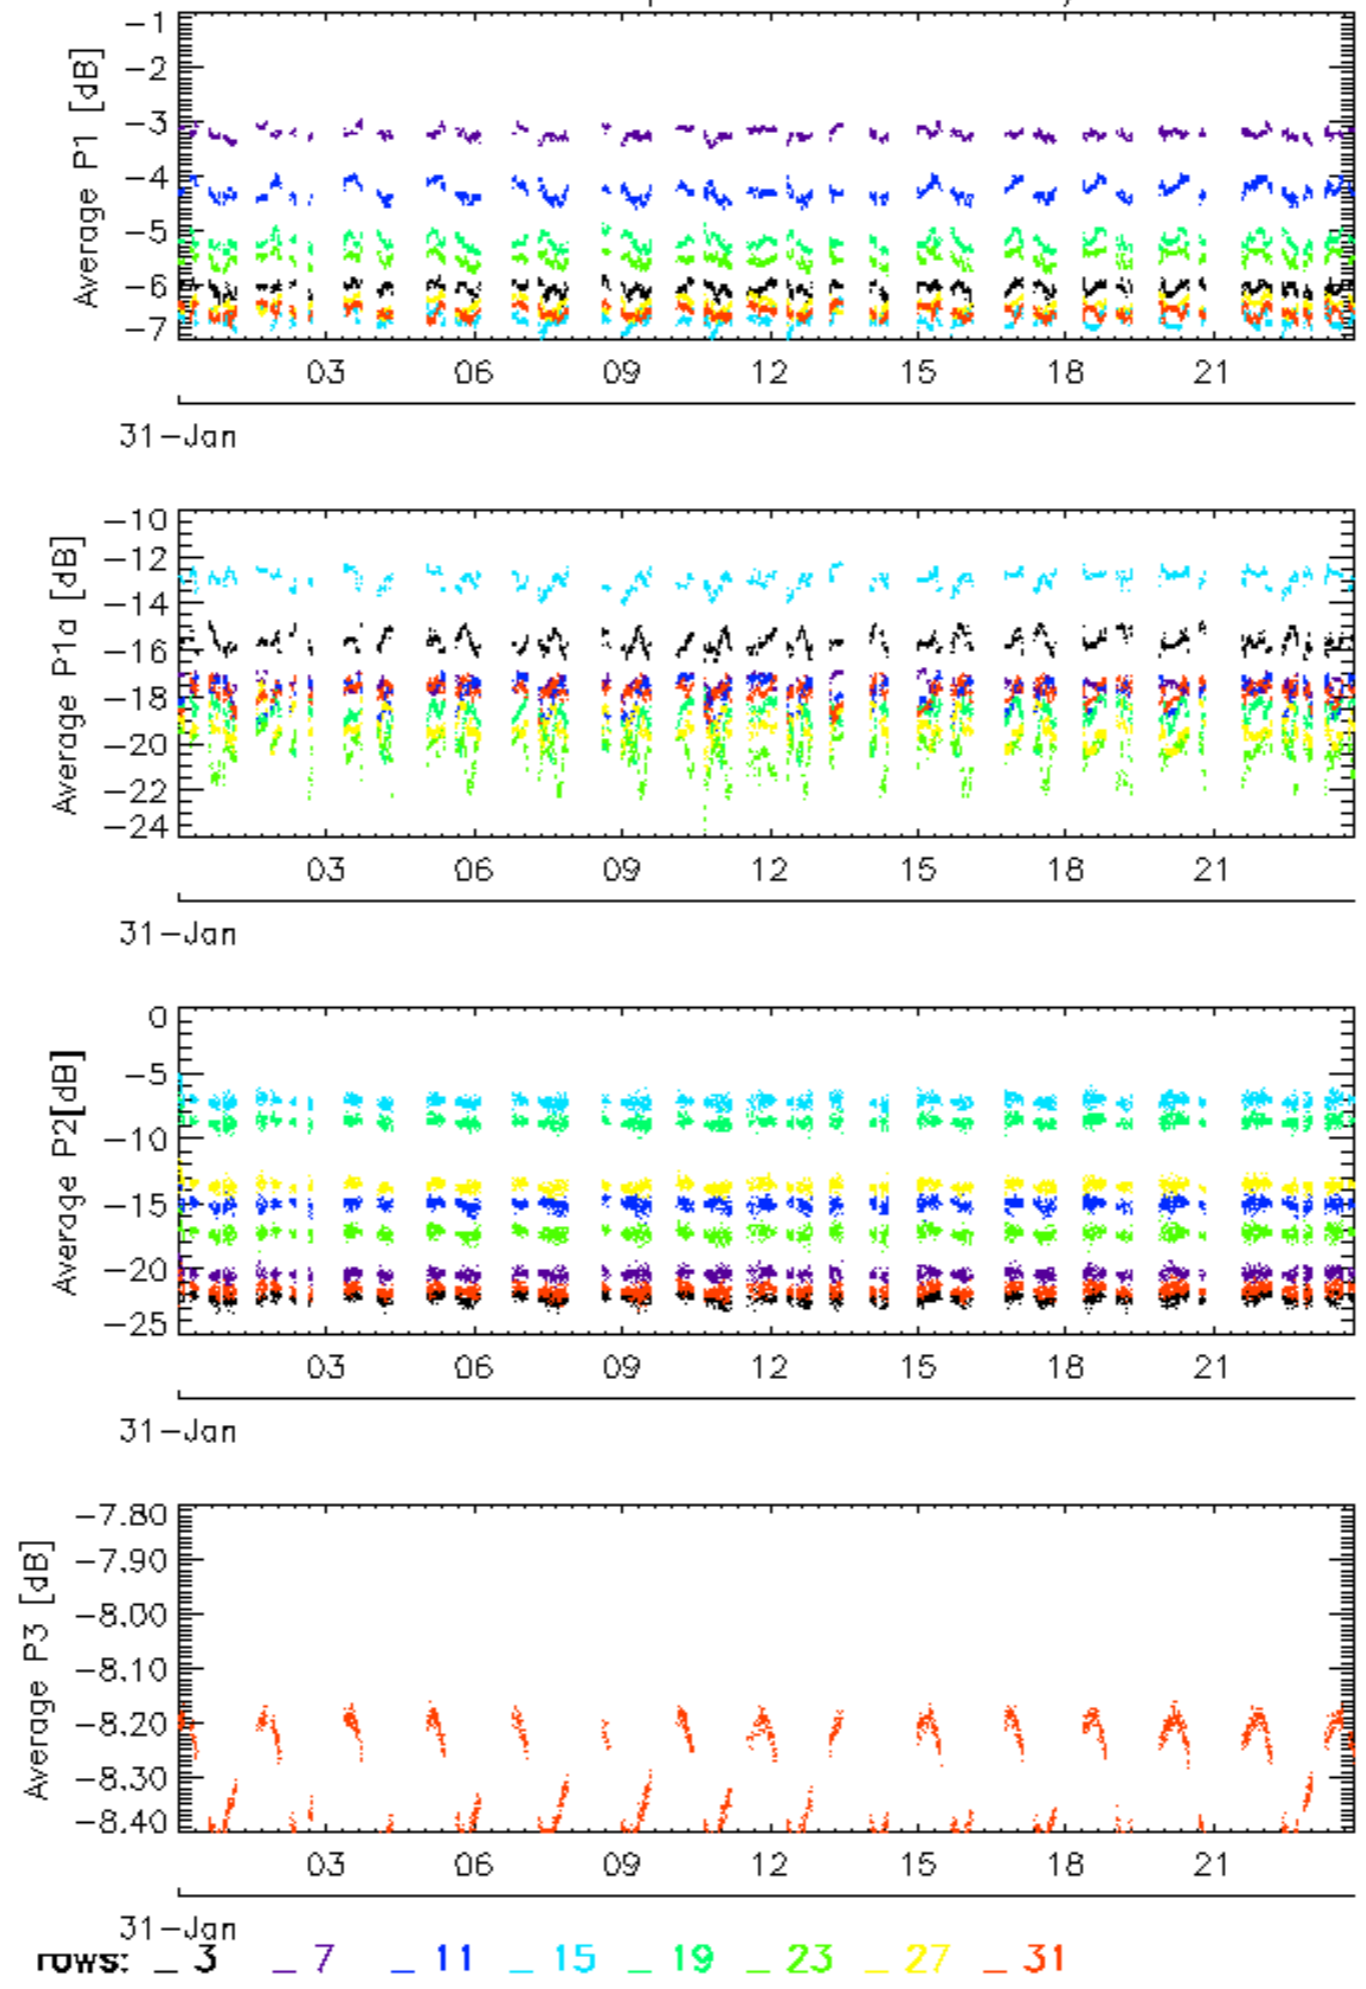 Average P1 [dB]
-1
-2
-3
-4
-5
-6
-7
03 06 09 12 15 18 21
31-Jan
Average P1a [dB]
-10
-12
-14
-16
-18
-20
-22
-24
03 06 09 12 15 18 21
31-Jan
Average P2[dB]
0
-5
-10
-15
-20
-25
03 06 09 12 15 18 21
31-Jan
Average P3 [dB]
-7.80
-7.90
-8.00
-8.10
-8.20
-8.30
-8.40
03 06 09 12 15 18 21
31-Jan
rows: _ 3 _ 7 _ 11 _ 15 _ 19 _ 23 _ 27 _ 31